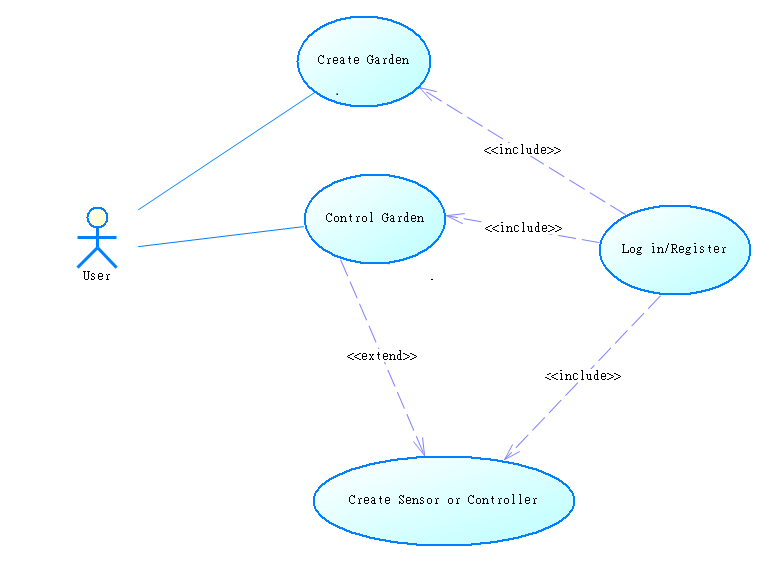 Create Garden
.
<<include>>
Control Garden
<<include>>
Log in/Register
User
.
<<extend>>
<<include>>
Create Sensor or Controller